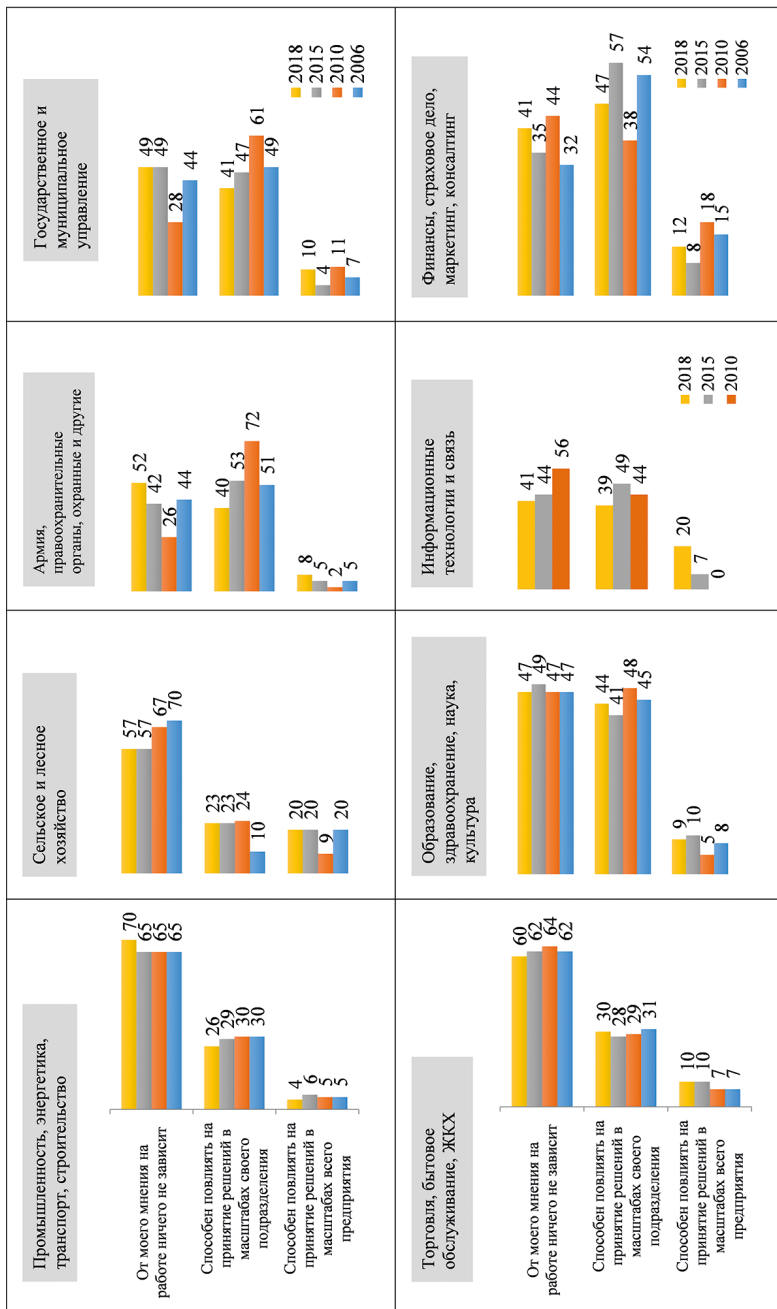 Промышленность, энергетика,
транспорт, строительство
От моего мнения на
работе ничего не зависит
70
65
65
65
Способен повлиять на
принятие решений в
масштабах своего
подразделения
26
29
30
30
Способен повлиять на
принятие решений в
масштабах всего
предприятия
4
6
5
5
Сельское и лесное
хозяйство
57
57
67
70
23
23
24
10
20
20
9
20
Армия,
правоохранительные
органы, охранные и другие
52
42
26
44
40
53
72
51
8
5
2
5
Государственное и
муниципальное
управление
49
49
28
44
41
47
61
49
10
4
11
7
2018
2015
2010
2006
Торговля, бытовое
обслуживание, ЖКХ
От моего мнения на
работе ничего не зависит
60
62
64
62
Способен повлиять на
принятие решений в
масштабах своего
подразделения
30
28
29
31
Способен повлиять на
принятие решений в
масштабах всего
предприятия
10
10
7
7
Образование,
здравоохранение, наука,
культура
47
49
47
47
44
41
48
45
9
10
5
8
Информационные
технологии и связь
41
44
56
39
49
44
20
7
0
2018
2015
2010
Финансы, страховое дело,
маркетинг, консалтинг
41
35
44
32
47
57
38
54
12
8
18
15
2018
2015
2010
2006